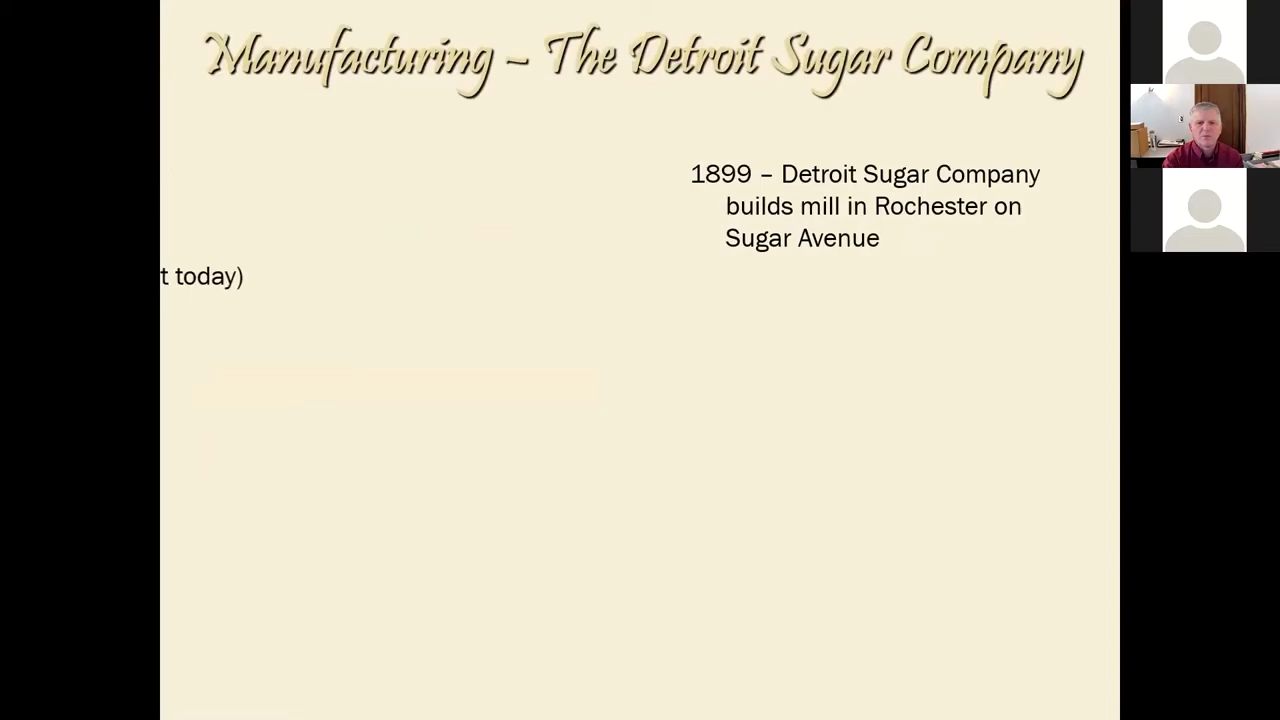 Manufacturing – The Detroit Sugar Company
1899 – Detroit Sugar Company
builds mill in Rochester on
Sugar Avenue
t today)